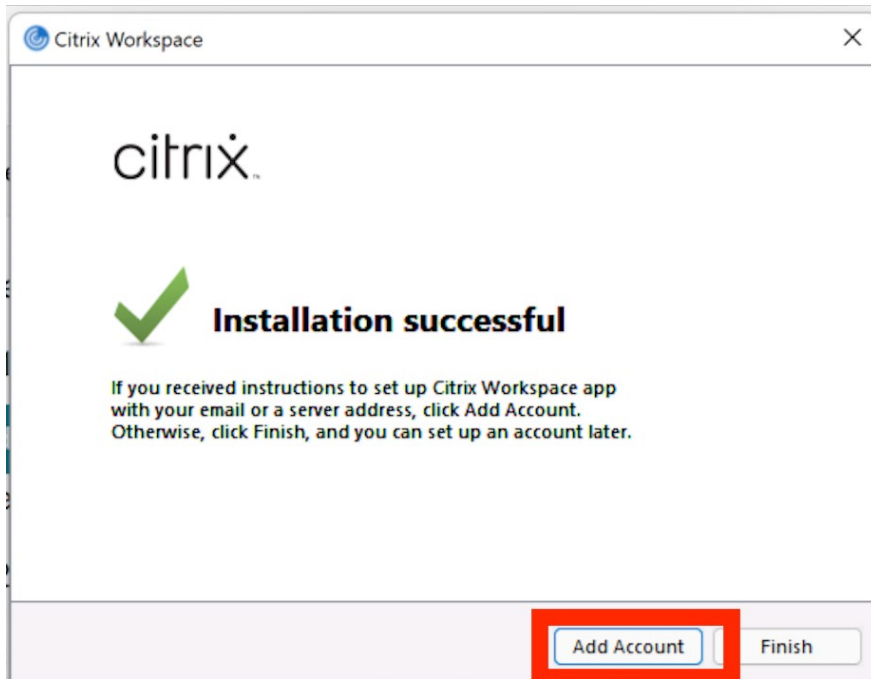 Citrix Workspace
citrix™
Installation successful
If you received instructions to set up Citrix Workspace app
with your email or a server address, click Add Account.
Otherwise, click Finish, and you can set up an account later.
Add Account Finish